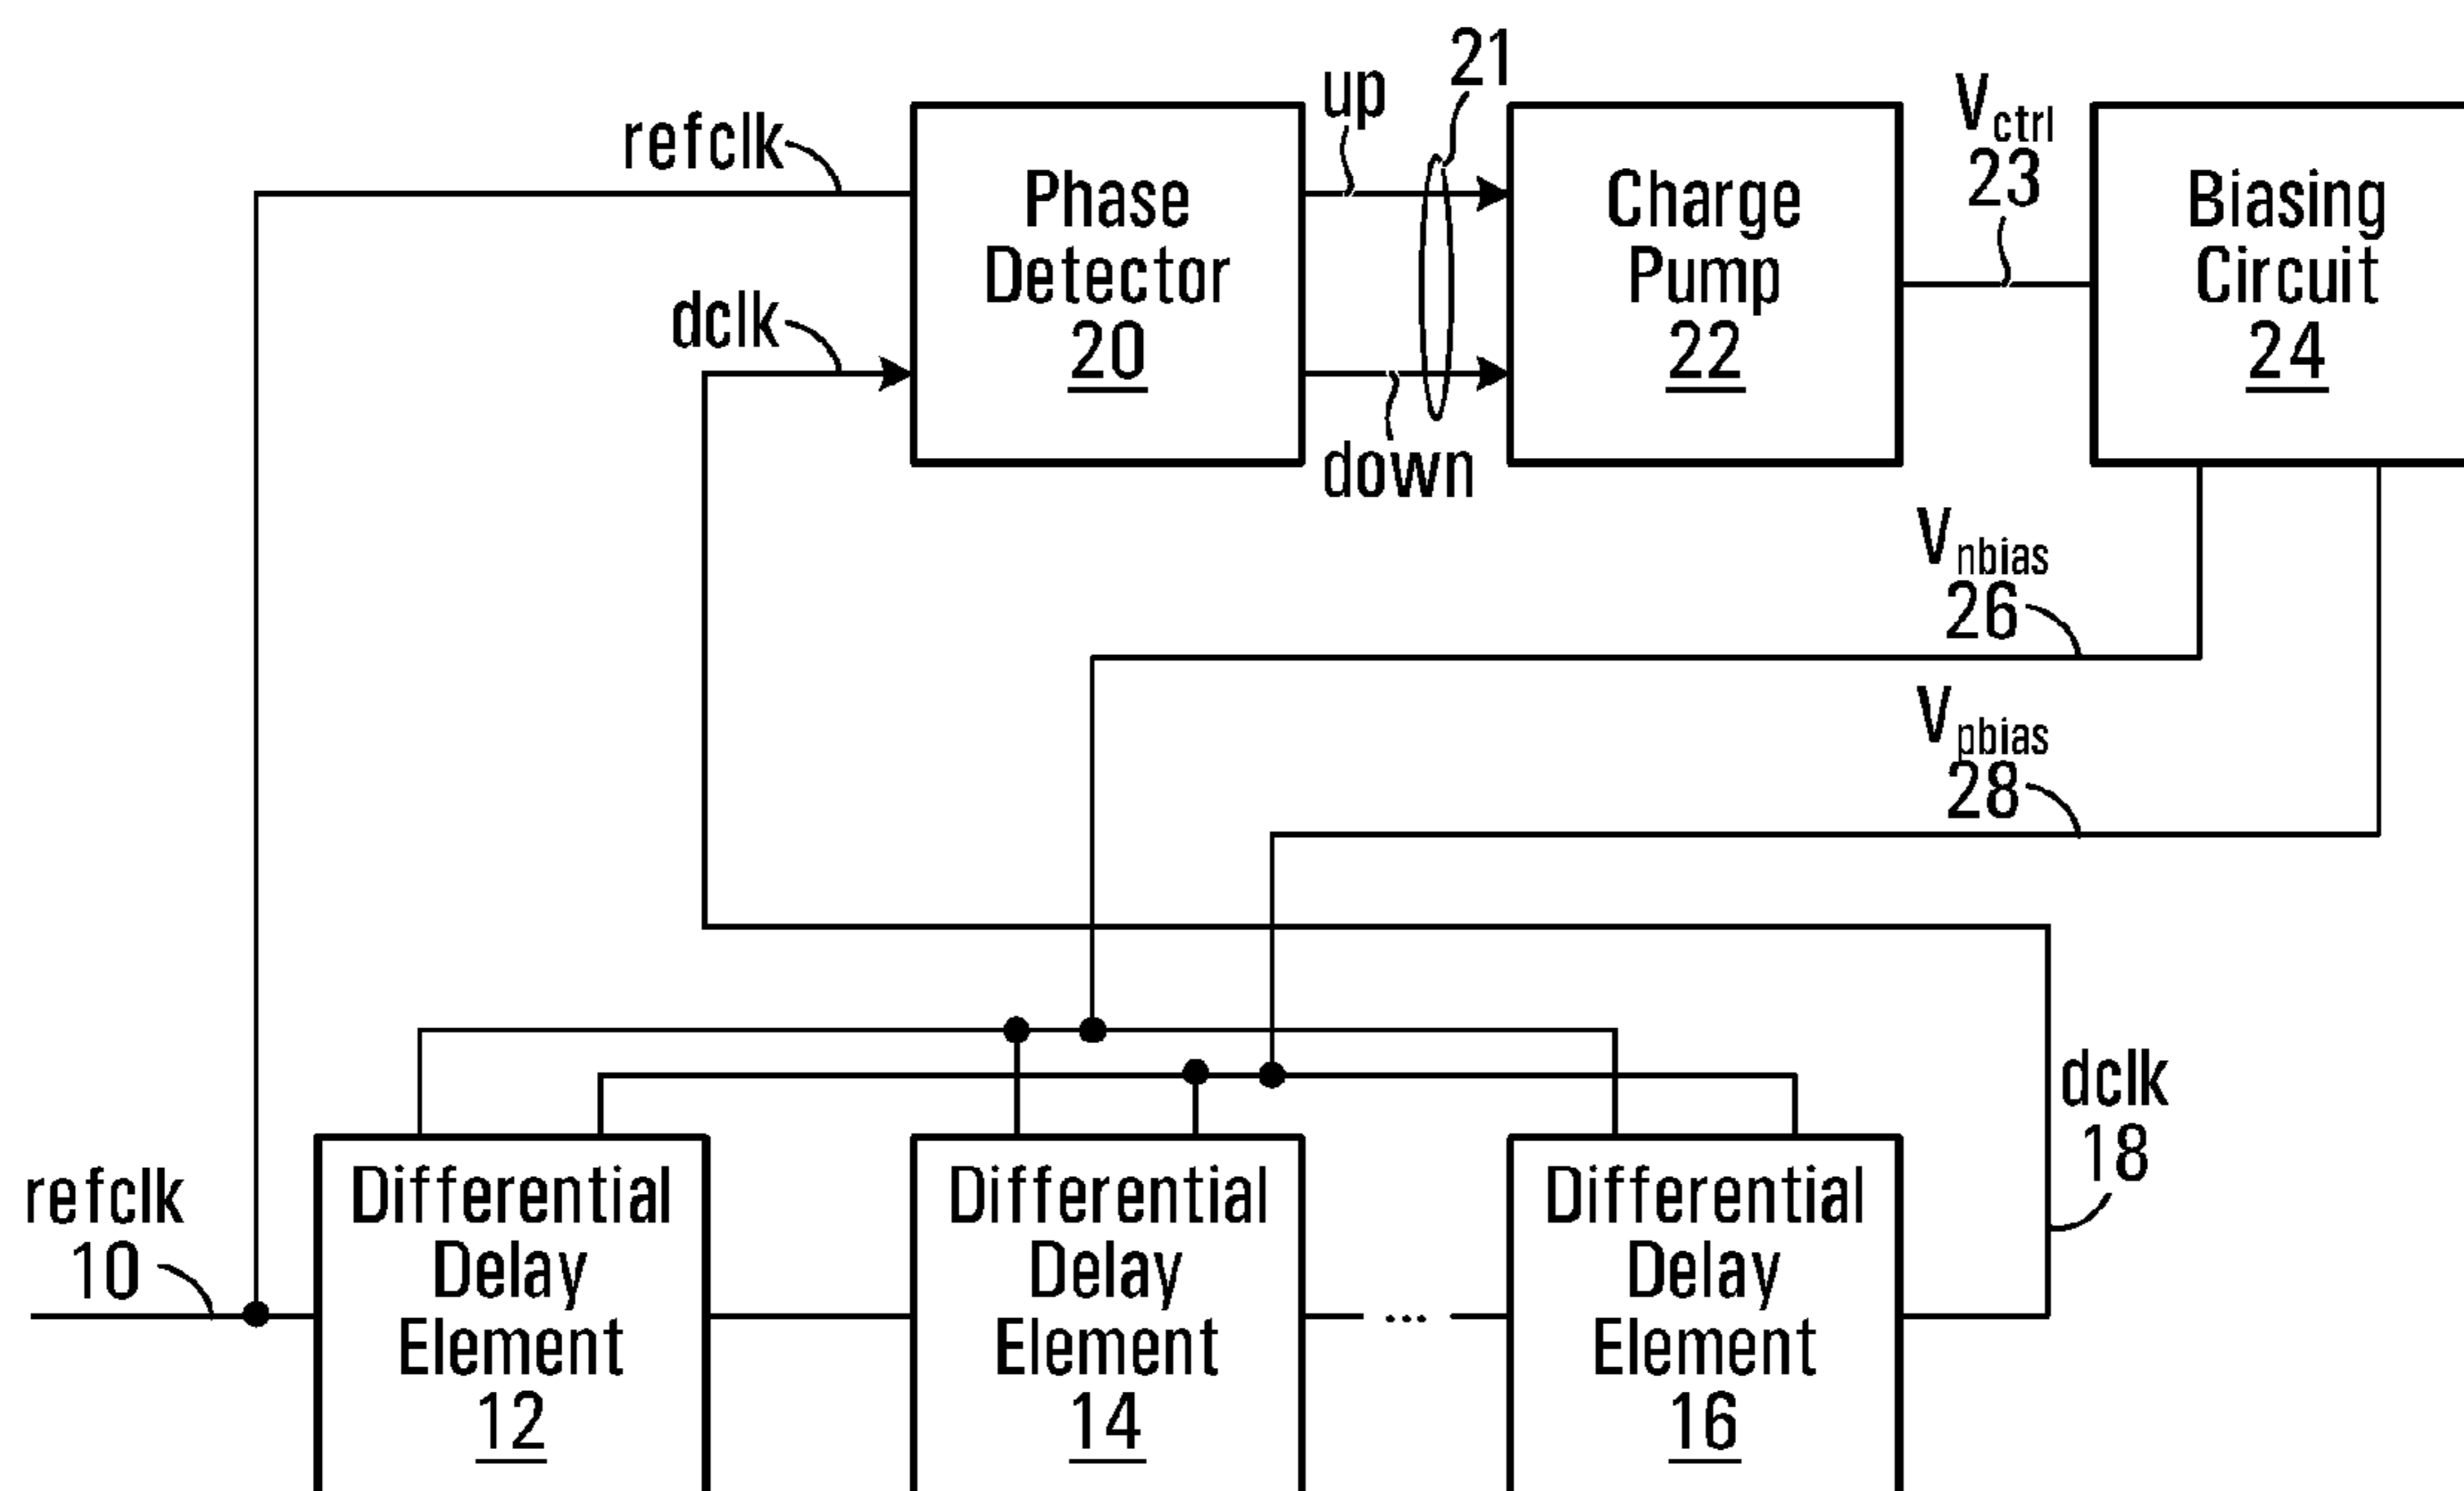 21
up
refclk
Phase
Detector
20
dclk
down
Charge
Pump
22
Vctrl
23
Biasing
Circuit
24
Vnbias
26
Vpbias
28
dclk
18
refclk
10
Differential
Delay
Element
12
Differential
Delay
Element
14
...
Differential
Delay
Element
16